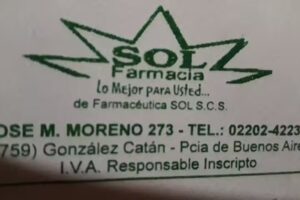 SOL
Farmacia
Lo Mejor para Usted...
de Farmacéutica SOL S.C.S.
OSE M. MORENO 273 - TEL.: 02202-4223
759) González Catán - Pcia de Buenos Aire
I.V.A. Responsable Inscripto